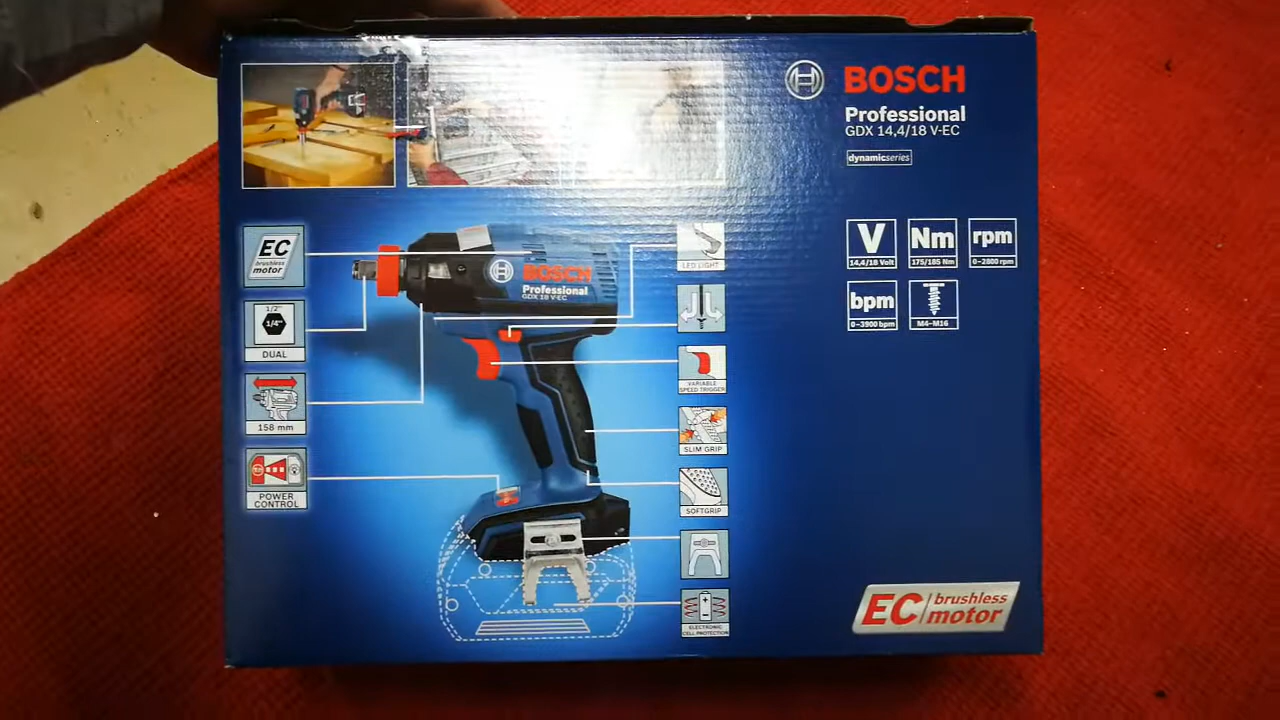 BOSCH
Professional
GDX 14,4/18 V-EC
dynamicseries
EC
brushless
motor
1/2"
1/4"
DUAL
158 mm
POWER
CONTROL
BOSCH
Professional
GDX 18 V-EC
LED LIGHT
VARIABLE
SPEED TRIGGER
SLIM GRIP
SOFTGRIP
ELECTRONIC
CELL PROTECTION
V
14,4/18 Volt
Nm
175/185 Nm
rpm
0-2800 rpm
bpm
0-3900 bpm
M4-M16
EC brushless
motor